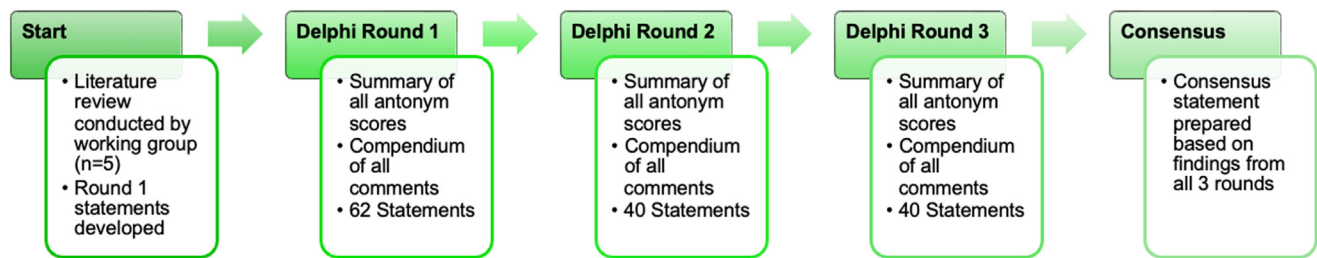 Start
• Literature
review
conducted by
working group
(n=5)
• Round 1
statements
developed
Delphi Round 1
• Summary of
all antonym
scores
• Compendium
of all
comments
• 62 Statements
Delphi Round 2
• Summary of
all antonym
scores
• Compendium
of all
comments
• 40 Statements
Delphi Round 3
• Summary of
all antonym
scores
• Compendium
of all
comments
• 40 Statements
Consensus
• Consensus
statement
prepared
based on
findings from
all 3 rounds